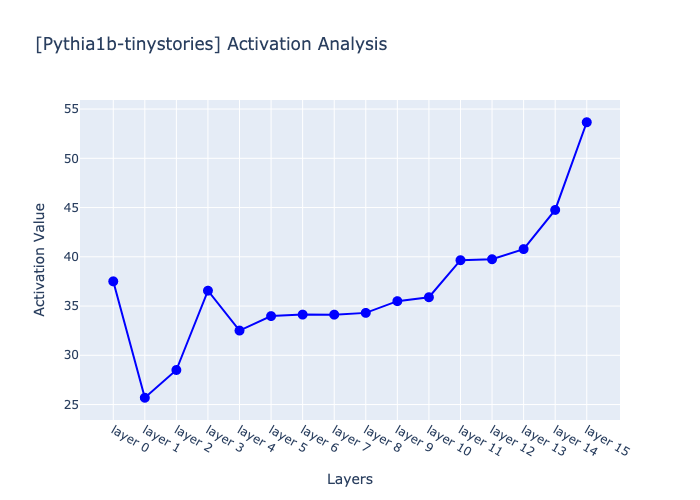 [Pythia1b-tinystories] Activation Analysis
Activation Value
55
50
45
40
35
30
25
layer 0
layer 1
layer 2
layer 3
layer 4
layer 5
layer 6
layer 7
layer 8
layer 9
layer 10
layer 11
layer 12
layer 13
layer 14
layer 15
Layers